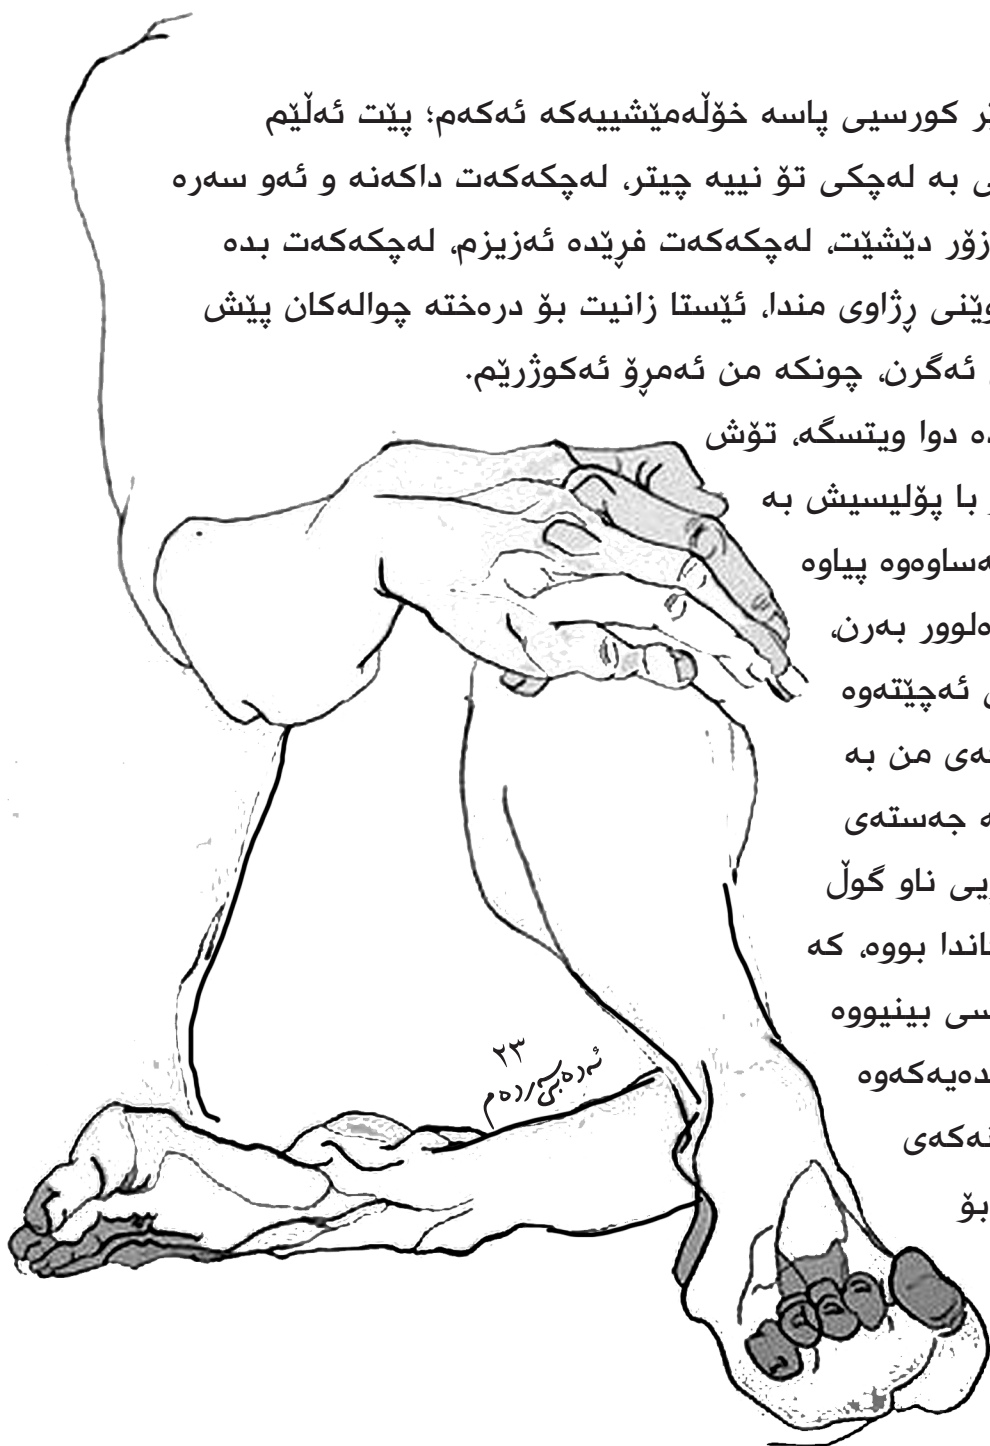 کورسیی پاسە خۆڵەمێشییەکە ئەکەم؛ پێت ئەڵێم
بە لەچکی تۆ نییە چیتر، لەچکەکەت داکەنە و ئەو سەرە
زۆر دێشێت، لەچکەکەت فڕێدە ئەزیزم، لەچکەکەت بدە
وێنی ڕژاوی مندا، ئێستا زانیت بۆ درەختە چوالەکان پێش
ئەگرن، چونکە من ئەمڕۆ ئەکوژرێم.
دوا ویتسگە، تۆش
با پۆلیسیش بە
ەساوەوە پیاوە
ەلوور بەرن،
ئەچێتەوە
ەی من بە
جەستەی
یی ناو گوڵ
اندا بووە، کە
سی بینیووە
دەیەکەوە
نەکەی
بۆ
٢٣
ئەدەبی سەردەم